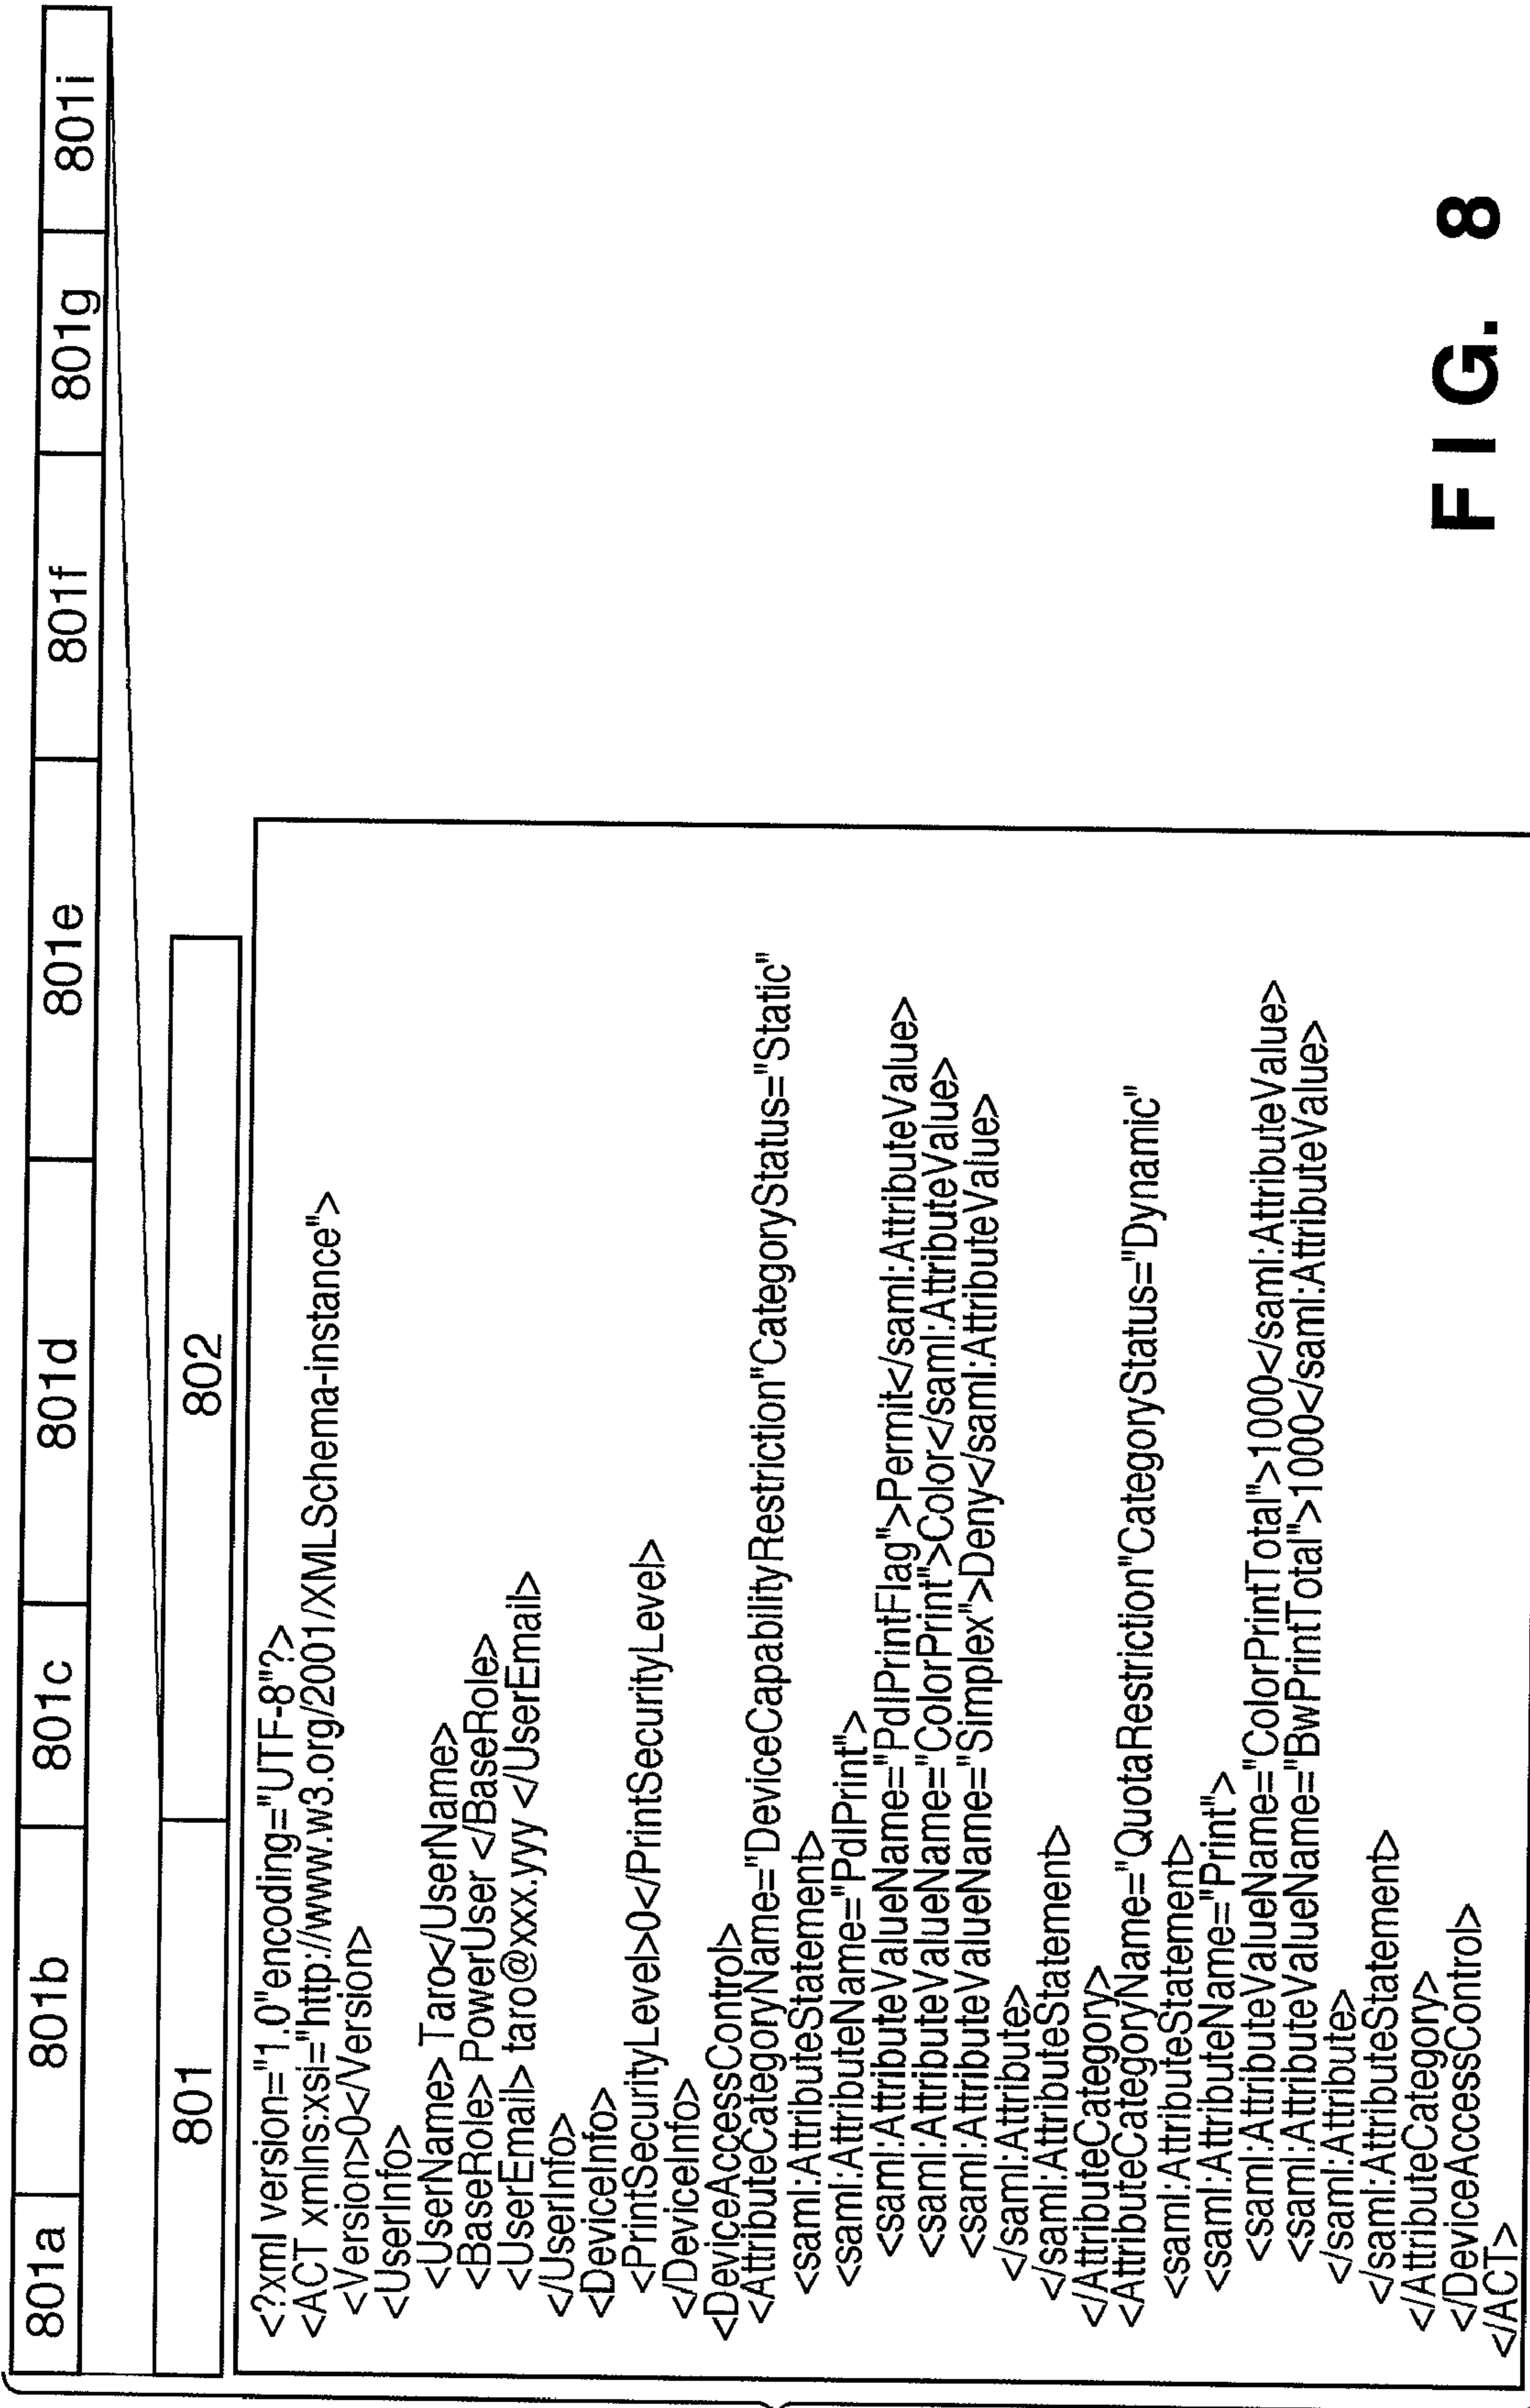 801a 801b 801c 801d 801e 801f 801g 801i
801 802
<?xml version="1.0"encoding="UTF-8"?>
<ACT xmlns:xsi="http://www.w3.org/2001/XMLSchema-instance">
<Version>0</Version>
<UserInfo>
<UserName> Taro</UserName>
<BaseRole> PowerUser </BaseRole>
<UserEmail> taro@xxx.yyy </UserEmail>
</UserInfo>
<DeviceInfo>
<PrintSecurityLevel>0</PrintSecurityLevel>
</DeviceInfo>
<DeviceAccessControl>
<AttributeCategoryName="DeviceCapabilityRestriction"CategoryStatus="Static"
<saml:AttributeStatement>
<saml:AttributeName="PdlPrint">
<saml:AttributeValueName="PdlPrintFlag">Permit</saml:AttributeValue>
<saml:AttributeValueName="ColorPrint">Color</saml:AttributeValue>
<saml:AttributeValueName="Simplex">Deny</saml:AttributeValue>
</saml:Attribute>
</saml:AttributeStatement>
</AttributeCategory>
<AttributeCategoryName="QuotaRestriction"CategoryStatus="Dynamic"
<saml:AttributeStatement>
<saml:AttributeName="Print">
<saml:AttributeValueName="ColorPrintTotal">1000</saml:AttributeValue>
<saml:AttributeValueName="BwPrintTotal">1000</saml:AttributeValue>
</saml:Attribute>
</saml:AttributeStatement>
</AttributeCategory>
</DeviceAccessControl>
</ACT>
FIG. 8